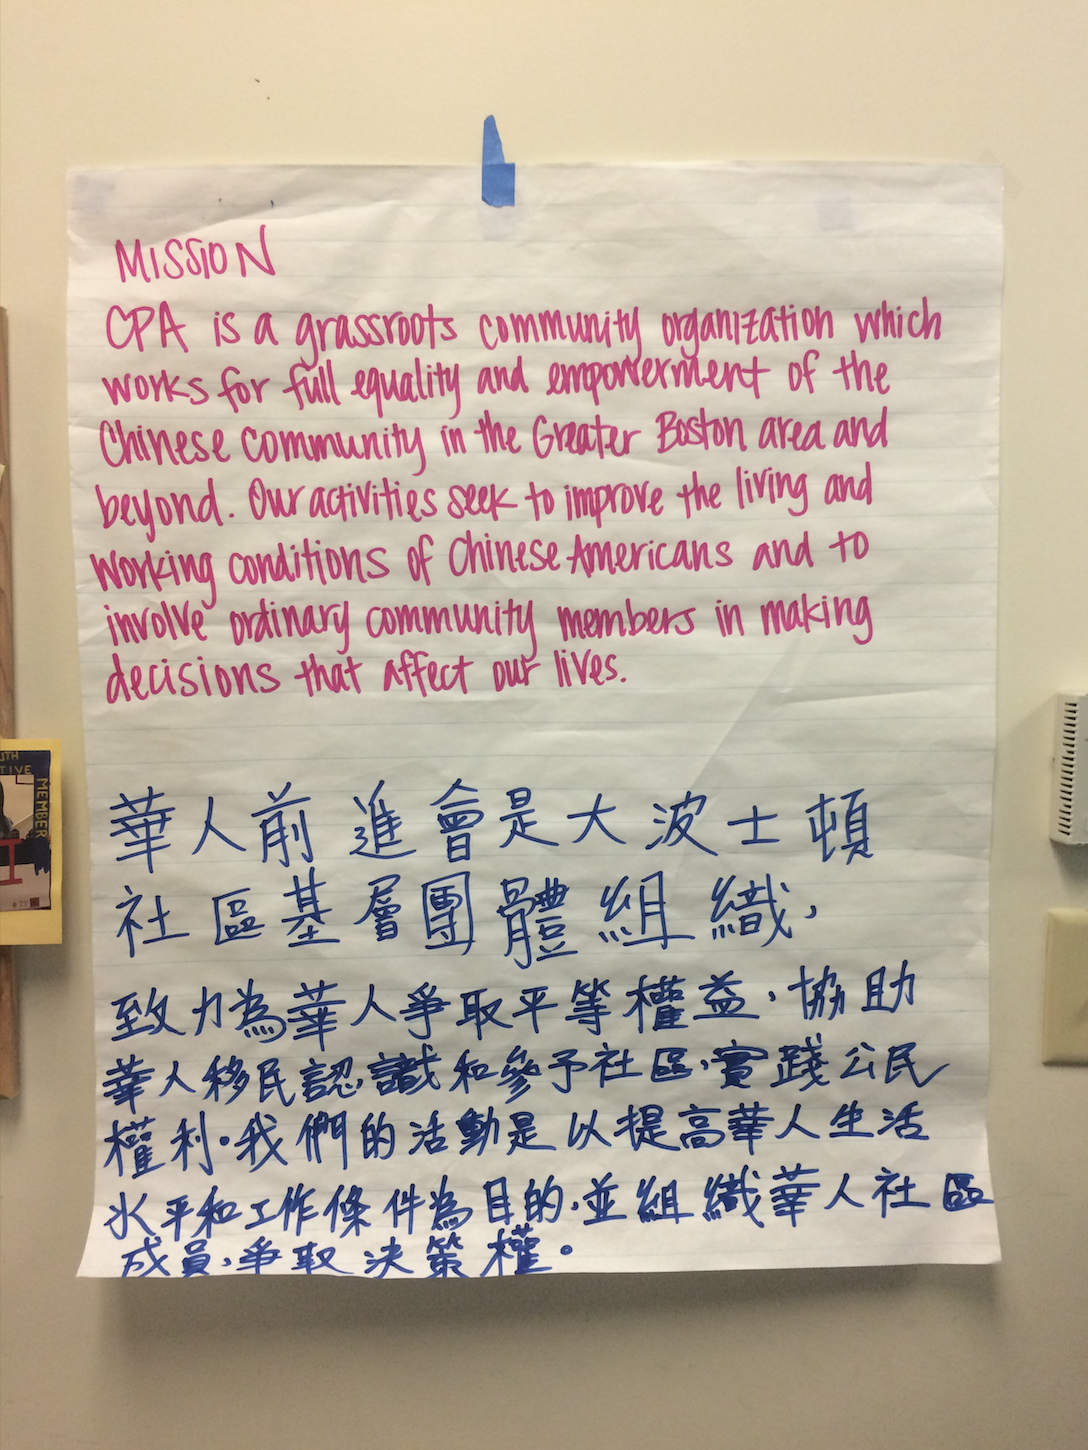 MISSION
CPA is a grassroots community organization which
works for full equality and empowerment of the
Chinese community in the Greater Boston area and
beyond. Our activities seek to improve the living and
working conditions of Chinese Americans and to
involve ordinary community members in making
decisions that affect our lives.
華人前進會是大波士頓
社區基層團體組織,
致力為華人爭取平等權益,協助
華人移民認識和參予社區,實踐公民
權利。我們的活動是以提高華人生活
水平和工作條件為目的,並組織華人社區
成員,爭取決策權。
TIVE
MEMBER